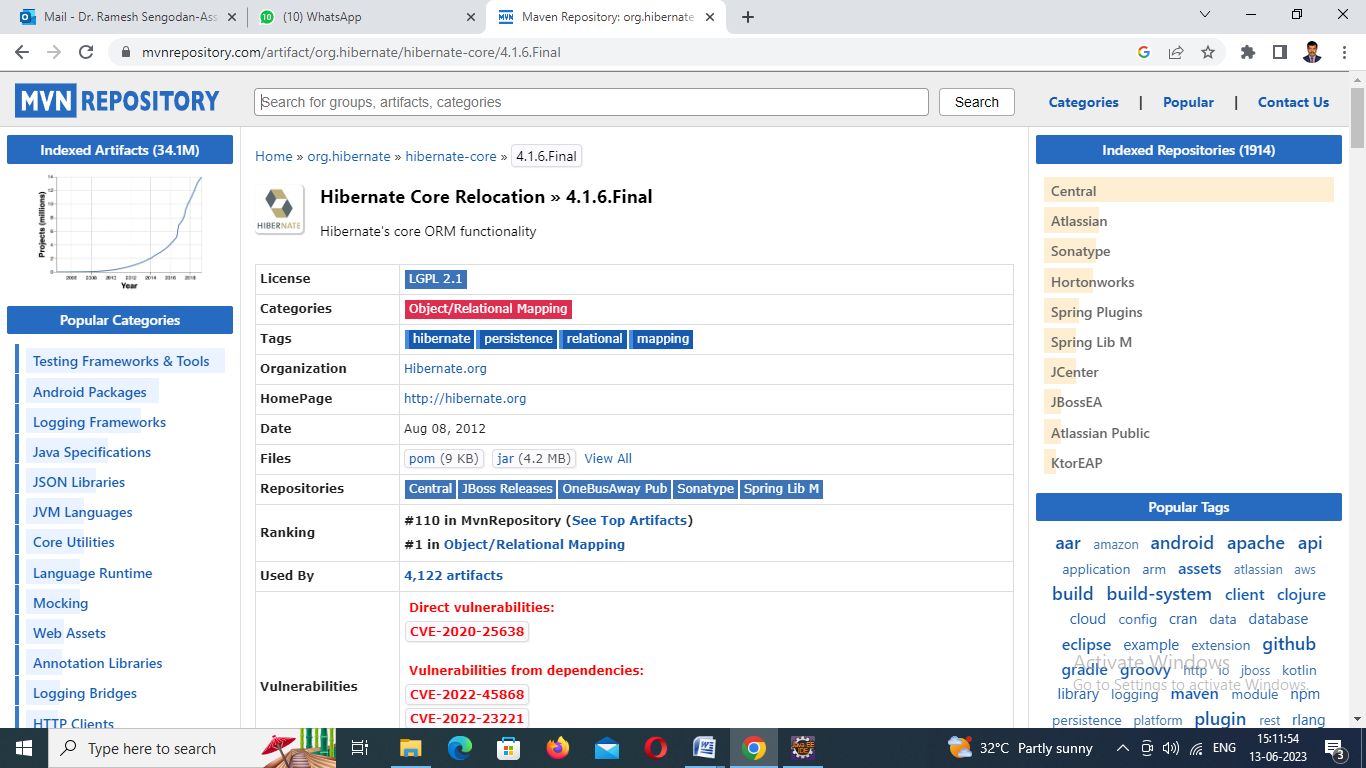 Mail - Dr. Ramesh Sengodan-Ass
(10) WhatsApp
Maven Repository: org.hibernate
mvnrepository.com/artifact/org.hibernate/hibernate-core/4.1.6.Final
MVN REPOSITORY
Search for groups, artifacts, categories
Search
Categories | Popular | Contact Us
Indexed Artifacts (34.1M)
Projects (millions)
Year
Popular Categories
Testing Frameworks & Tools
Android Packages
Logging Frameworks
Java Specifications
JSON Libraries
JVM Languages
Core Utilities
Language Runtime
Mocking
Web Assets
Annotation Libraries
Logging Bridges
HTTP Clients
Home » org.hibernate » hibernate-core » 4.1.6.Final
HIBERNATE
Hibernate Core Relocation » 4.1.6.Final
Hibernate's core ORM functionality
License LGPL 2.1
Categories Object/Relational Mapping
Tags hibernate persistence relational mapping
Organization Hibernate.org
HomePage http://hibernate.org
Date Aug 08, 2012
Files pom (9 KB) jar (4.2 MB) View All
Repositories Central JBoss Releases OneBusAway Pub Sonatype Spring Lib M
Ranking #110 in MvnRepository (See Top Artifacts)
#1 in Object/Relational Mapping
Used By 4,122 artifacts
Vulnerabilities Direct vulnerabilities:
CVE-2020-25638
Vulnerabilities from dependencies:
CVE-2022-45868
CVE-2022-23221
Indexed Repositories (1914)
Central
Atlassian
Sonatype
Hortonworks
Spring Plugins
Spring Lib M
JCenter
JBossEA
Atlassian Public
KtorEAP
Popular Tags
aar amazon android apache api
application arm assets atlassian aws
build build-system client clojure
cloud config cran data database
eclipse example extension github
gradle groovy http io jboss kotlin
library logging maven module npm
persistence platform plugin rest rlang
Activate Windows
Go to Settings to activate Windows.
Type here to search
32°C Partly sunny
ENG
15:11:54
13-06-2023
3